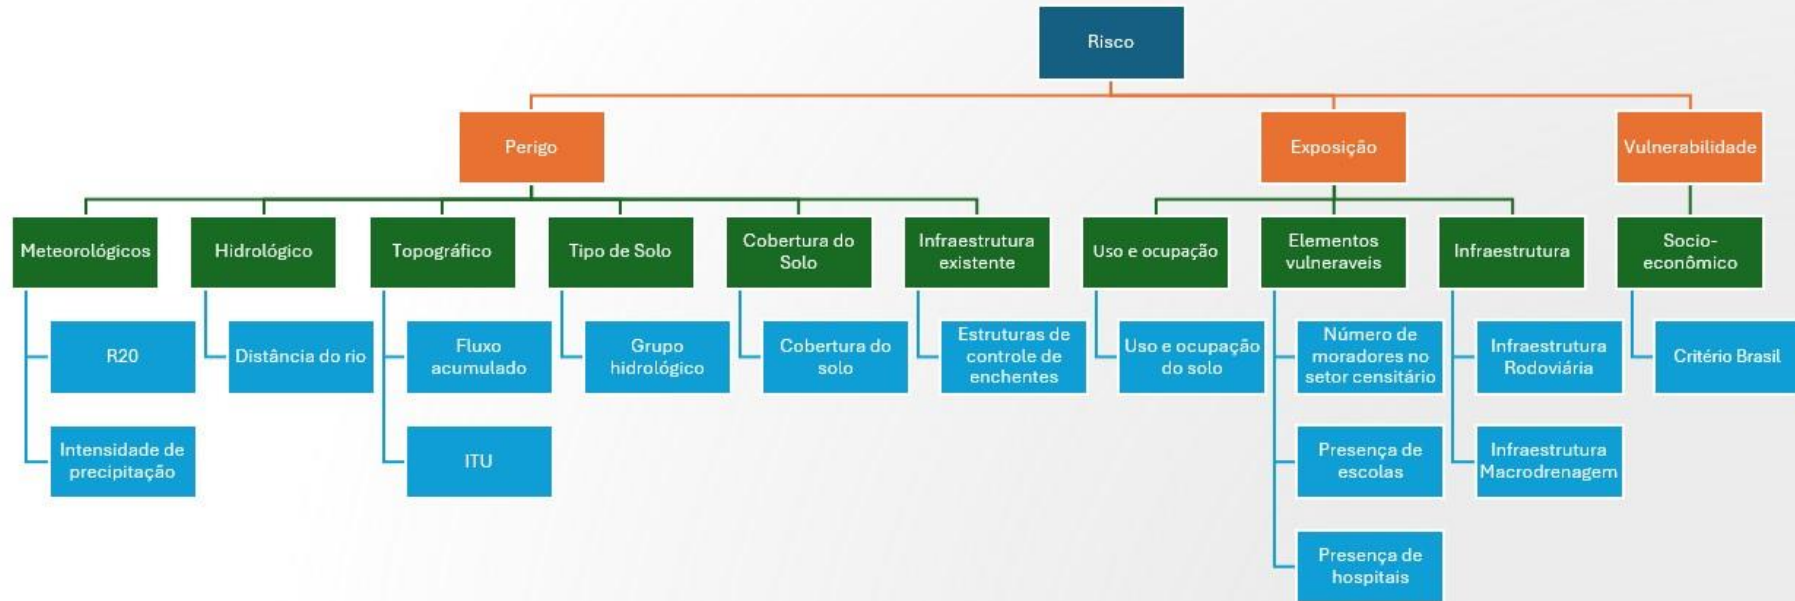 Risco
Perigo
Exposição
Vulnerabilidade
Meteorológicos
Hidrológico
Topográfico
Tipo de Solo
Cobertura do
Solo
Infraestrutura
existente
Uso e ocupação
Elementos
vulneraveis
Infraestrutura
Socio-
econômico
R20
Distância do rio
Fluxo
acumulado
Grupo
hidrológico
Cobertura do
solo
Estruturas de
controle de
enchentes
Uso e ocupação
do solo
Número de
moradores no
setor censitário
Infraestrutura
Rodoviária
Critério Brasil
Intensidade de
precipitação
ITU
Presença de
escolas
Infraestrutura
Macrodrenagem
Presença de
hospitais